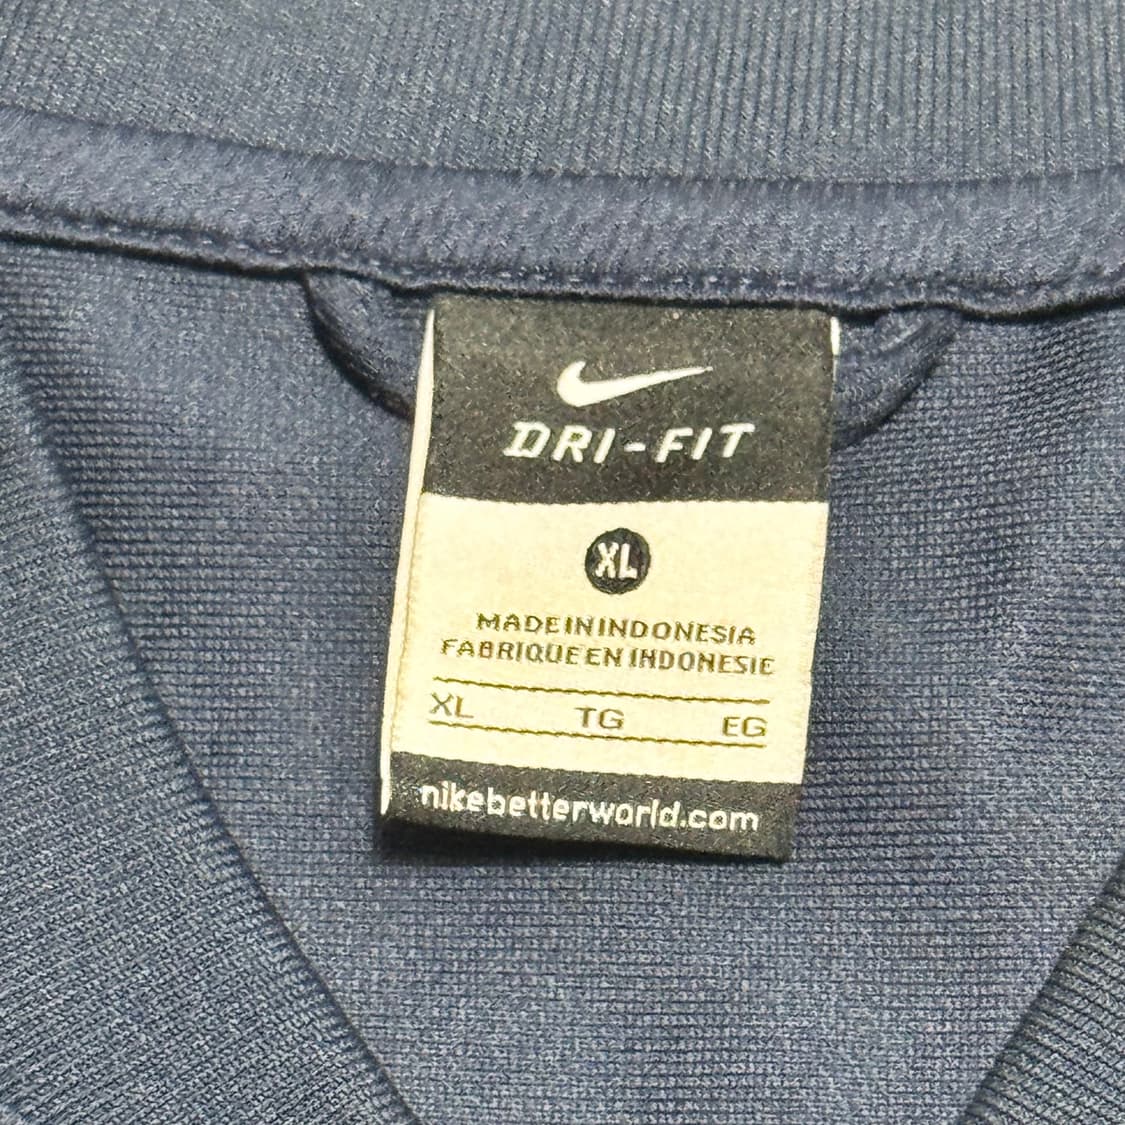 DRI-FIT
XL
MADE IN INDONESIA
FABRIQUE EN INDONESIE
XL TG EG
nikebetterworld.com